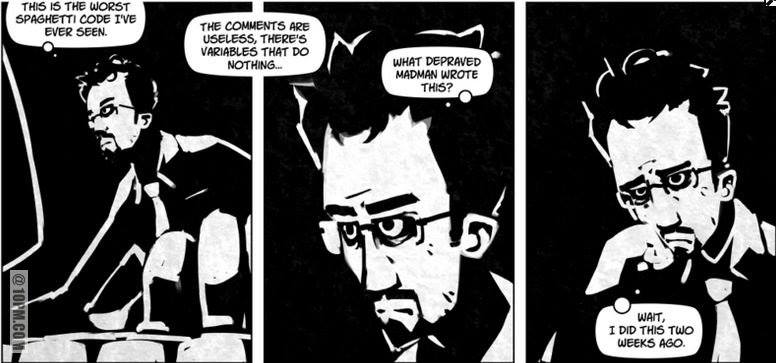 THIS IS THE WORST
SPAGHETTI CODE I'VE
EVER SEEN.
THE COMMENTS ARE
USELESS, THERE'S
VARIABLES THAT DO
NOTHING...
WHAT DEPRAVED
MADMAN WROTE
THIS?
WAIT,
I DID THIS TWO
WEEKS AGO.
@ 10PM.COM